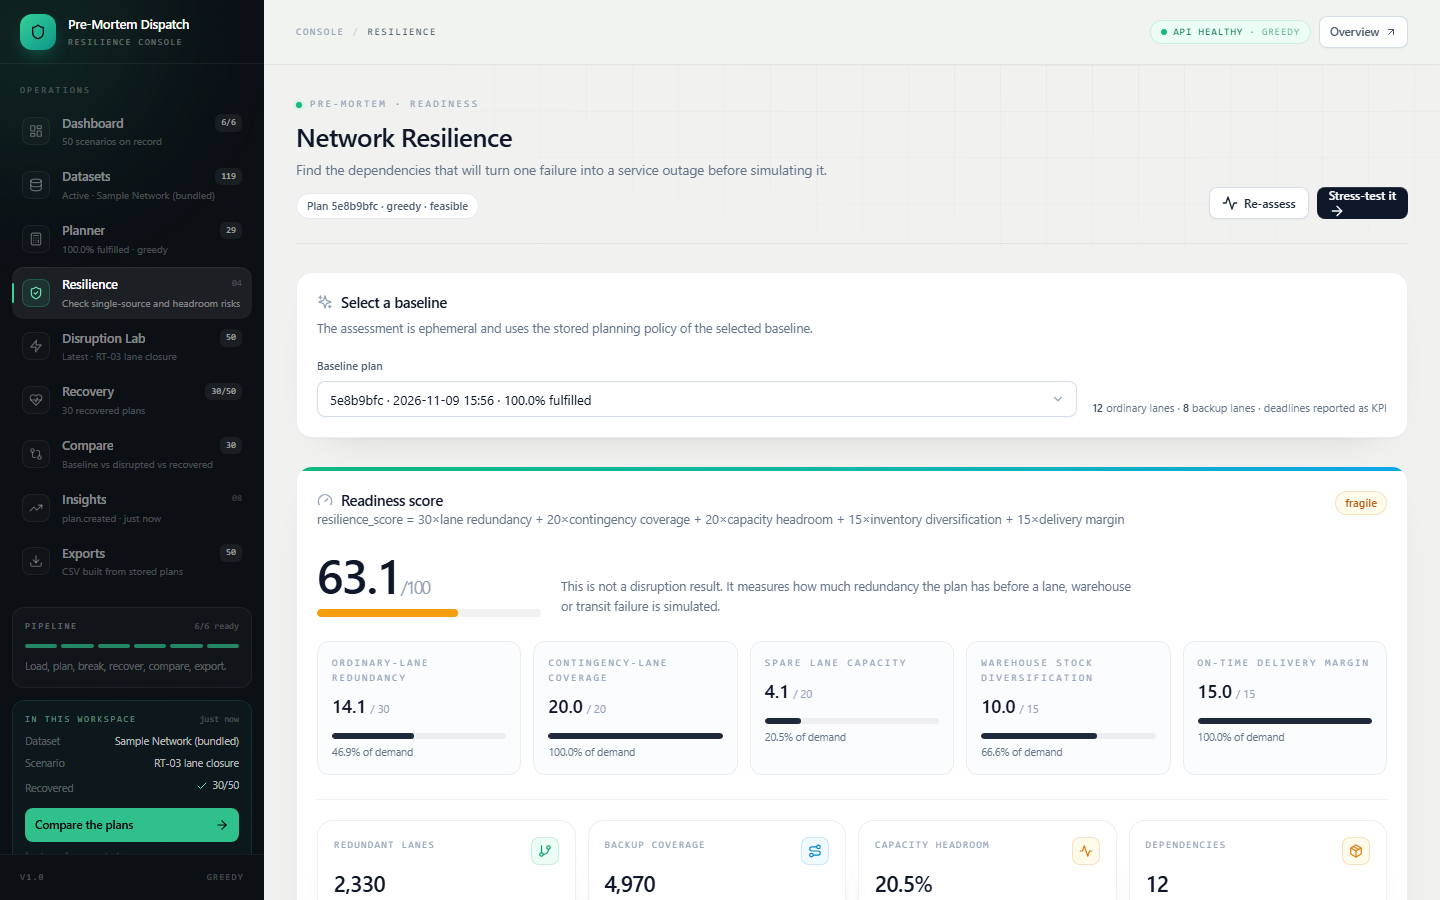 Pre-Mortem Dispatch
RESILIENCE CONSOLE
OPERATIONS
Dashboard 6/6
50 scenarios on record
Datasets 119
Active · Sample Network (bundled)
Planner 29
100.0% fulfilled · greedy
Resilience 04
Check single-source and headroom risks
Disruption Lab 50
Latest · RT-03 lane closure
Recovery 30/50
30 recovered plans
Compare 30
Baseline vs disrupted vs recovered
Insights 08
plan.created · just now
Exports 50
CSV built from stored plans
PIPELINE 6/6 ready
Load, plan, break, recover, compare, export.
IN THIS WORKSPACE just now
Dataset Sample Network (bundled)
Scenario RT-03 lane closure
Recovered 30/50
Compare the plans
V1.0 GREEDY
CONSOLE / RESILIENCE
API HEALTHY · GREEDY
Overview
PRE-MORTEM · READINESS
Network Resilience
Find the dependencies that will turn one failure into a service outage before simulating it.
Plan 5e8b9bfc · greedy · feasible
Re-assess
Stress-test it
Select a baseline
The assessment is ephemeral and uses the stored planning policy of the selected baseline.
Baseline plan
5e8b9bfc · 2026-11-09 15:56 · 100.0% fulfilled
12 ordinary lanes · 8 backup lanes · deadlines reported as KPI
Readiness score
fragile
resilience_score = 30×lane redundancy + 20×contingency coverage + 20×capacity headroom + 15×inventory diversification + 15×delivery margin
63.1/100
This is not a disruption result. It measures how much redundancy the plan has before a lane, warehouse
or transit failure is simulated.
ORDINARY-LANE
REDUNDANCY
14.1 / 30
46.9% of demand
CONTINGENCY-LANE
COVERAGE
20.0 / 20
100.0% of demand
SPARE LANE CAPACITY
4.1 / 20
20.5% of demand
WAREHOUSE STOCK
DIVERSIFICATION
10.0 / 15
66.6% of demand
ON-TIME DELIVERY MARGIN
15.0 / 15
100.0% of demand
REDUNDANT LANES
2,330
BACKUP COVERAGE
4,970
CAPACITY HEADROOM
20.5%
DEPENDENCIES
12